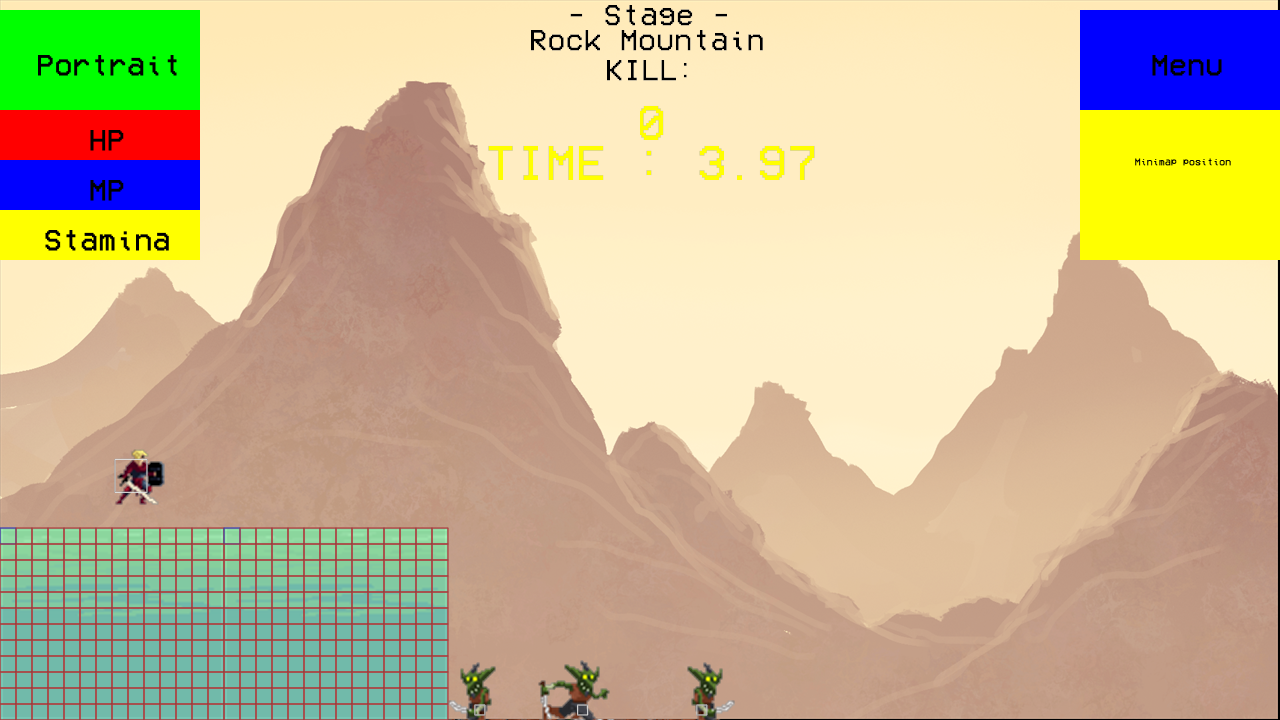 - Stage -
Rock Mountain
KILL:
0
TIME : 3.97
Portrait
HP
MP
Stamina
Menu
Minimap position